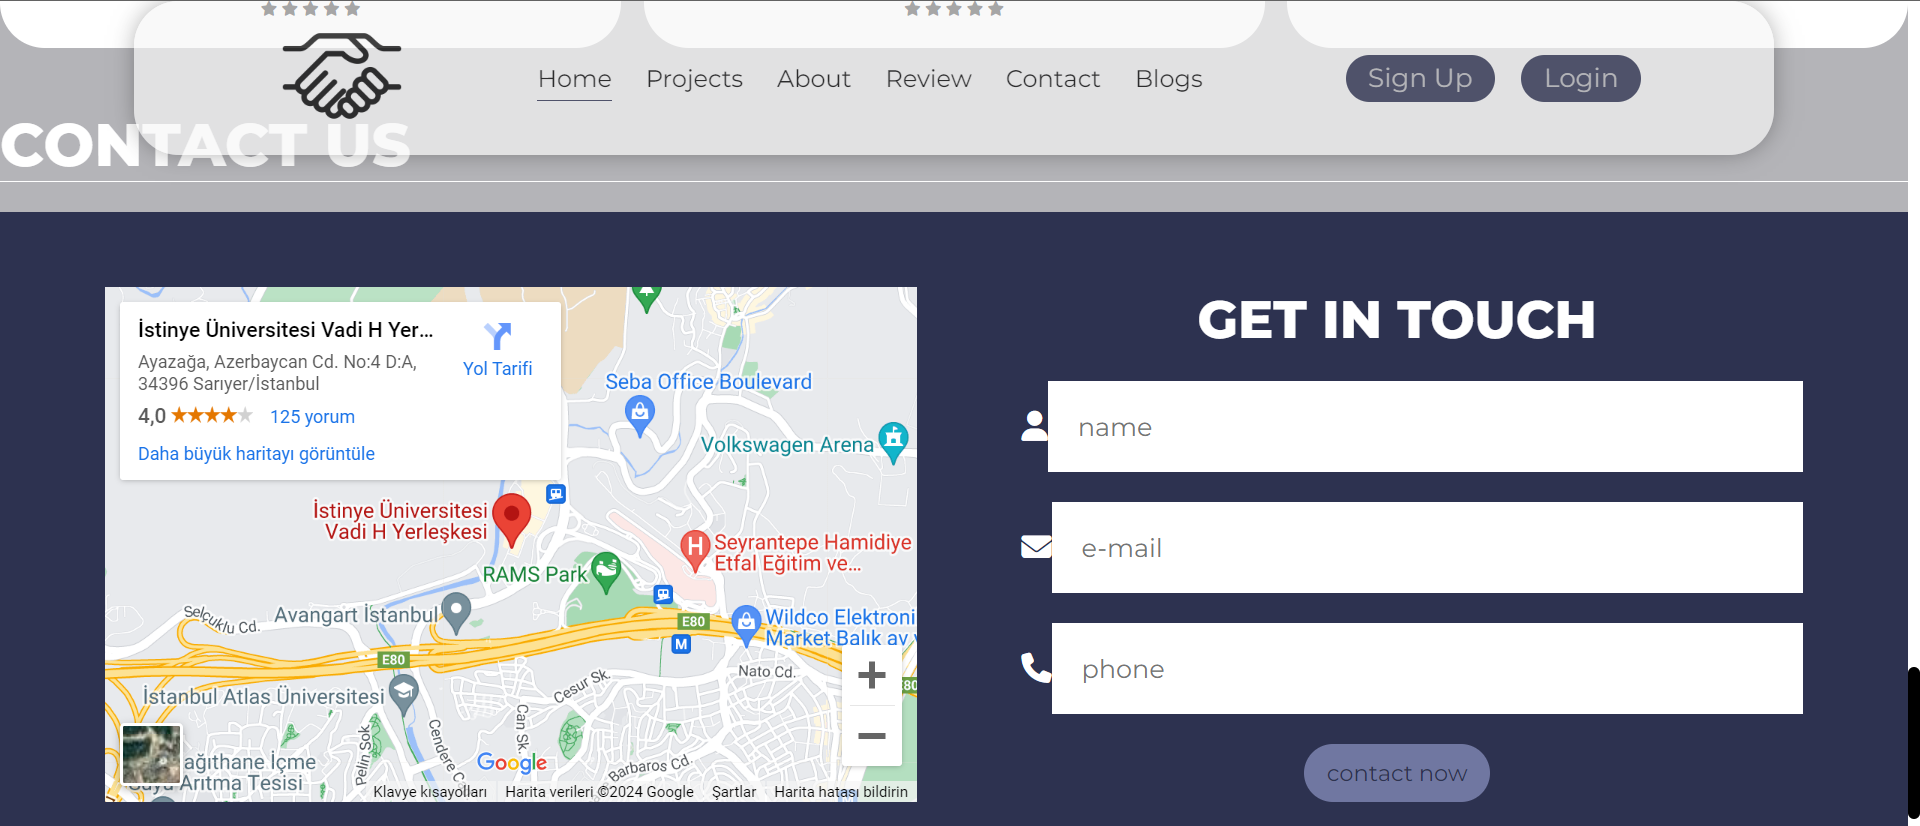 Home Projects About Review Contact Blogs Sign Up Login
CONTACT US
İstinye Üniversitesi Vadi H Yer...
Ayazağa, Azerbaycan Cd. No:4 D:A,
34396 Sarıyer/İstanbul
Yol Tarifi
4,0 125 yorum
Daha büyük haritayı görüntüle
Seba Office Boulevard
Volkswagen Arena
İstinye Üniversitesi
Vadi H Yerleşkesi
H
Seyrantepe Hamidiye
Etfal Eğitim ve...
RAMS Park
Selçuklu Cd.
Avangart İstanbul
E80
Wildco Elektroni
Market Balık av
M
E80
Nato Cd.
Cesur Sk.
İstanbul Atlas Üniversitesi
Can Sk.
Cendere C
Pelin Sok.
ağıthane İçme
Suyu Arıtma Tesisi
Google
Barbaros Cd.
Klavye kısayolları Harita verileri ©2024 Google Şartlar Harita hatası bildirin
GET IN TOUCH
name
e-mail
phone
contact now